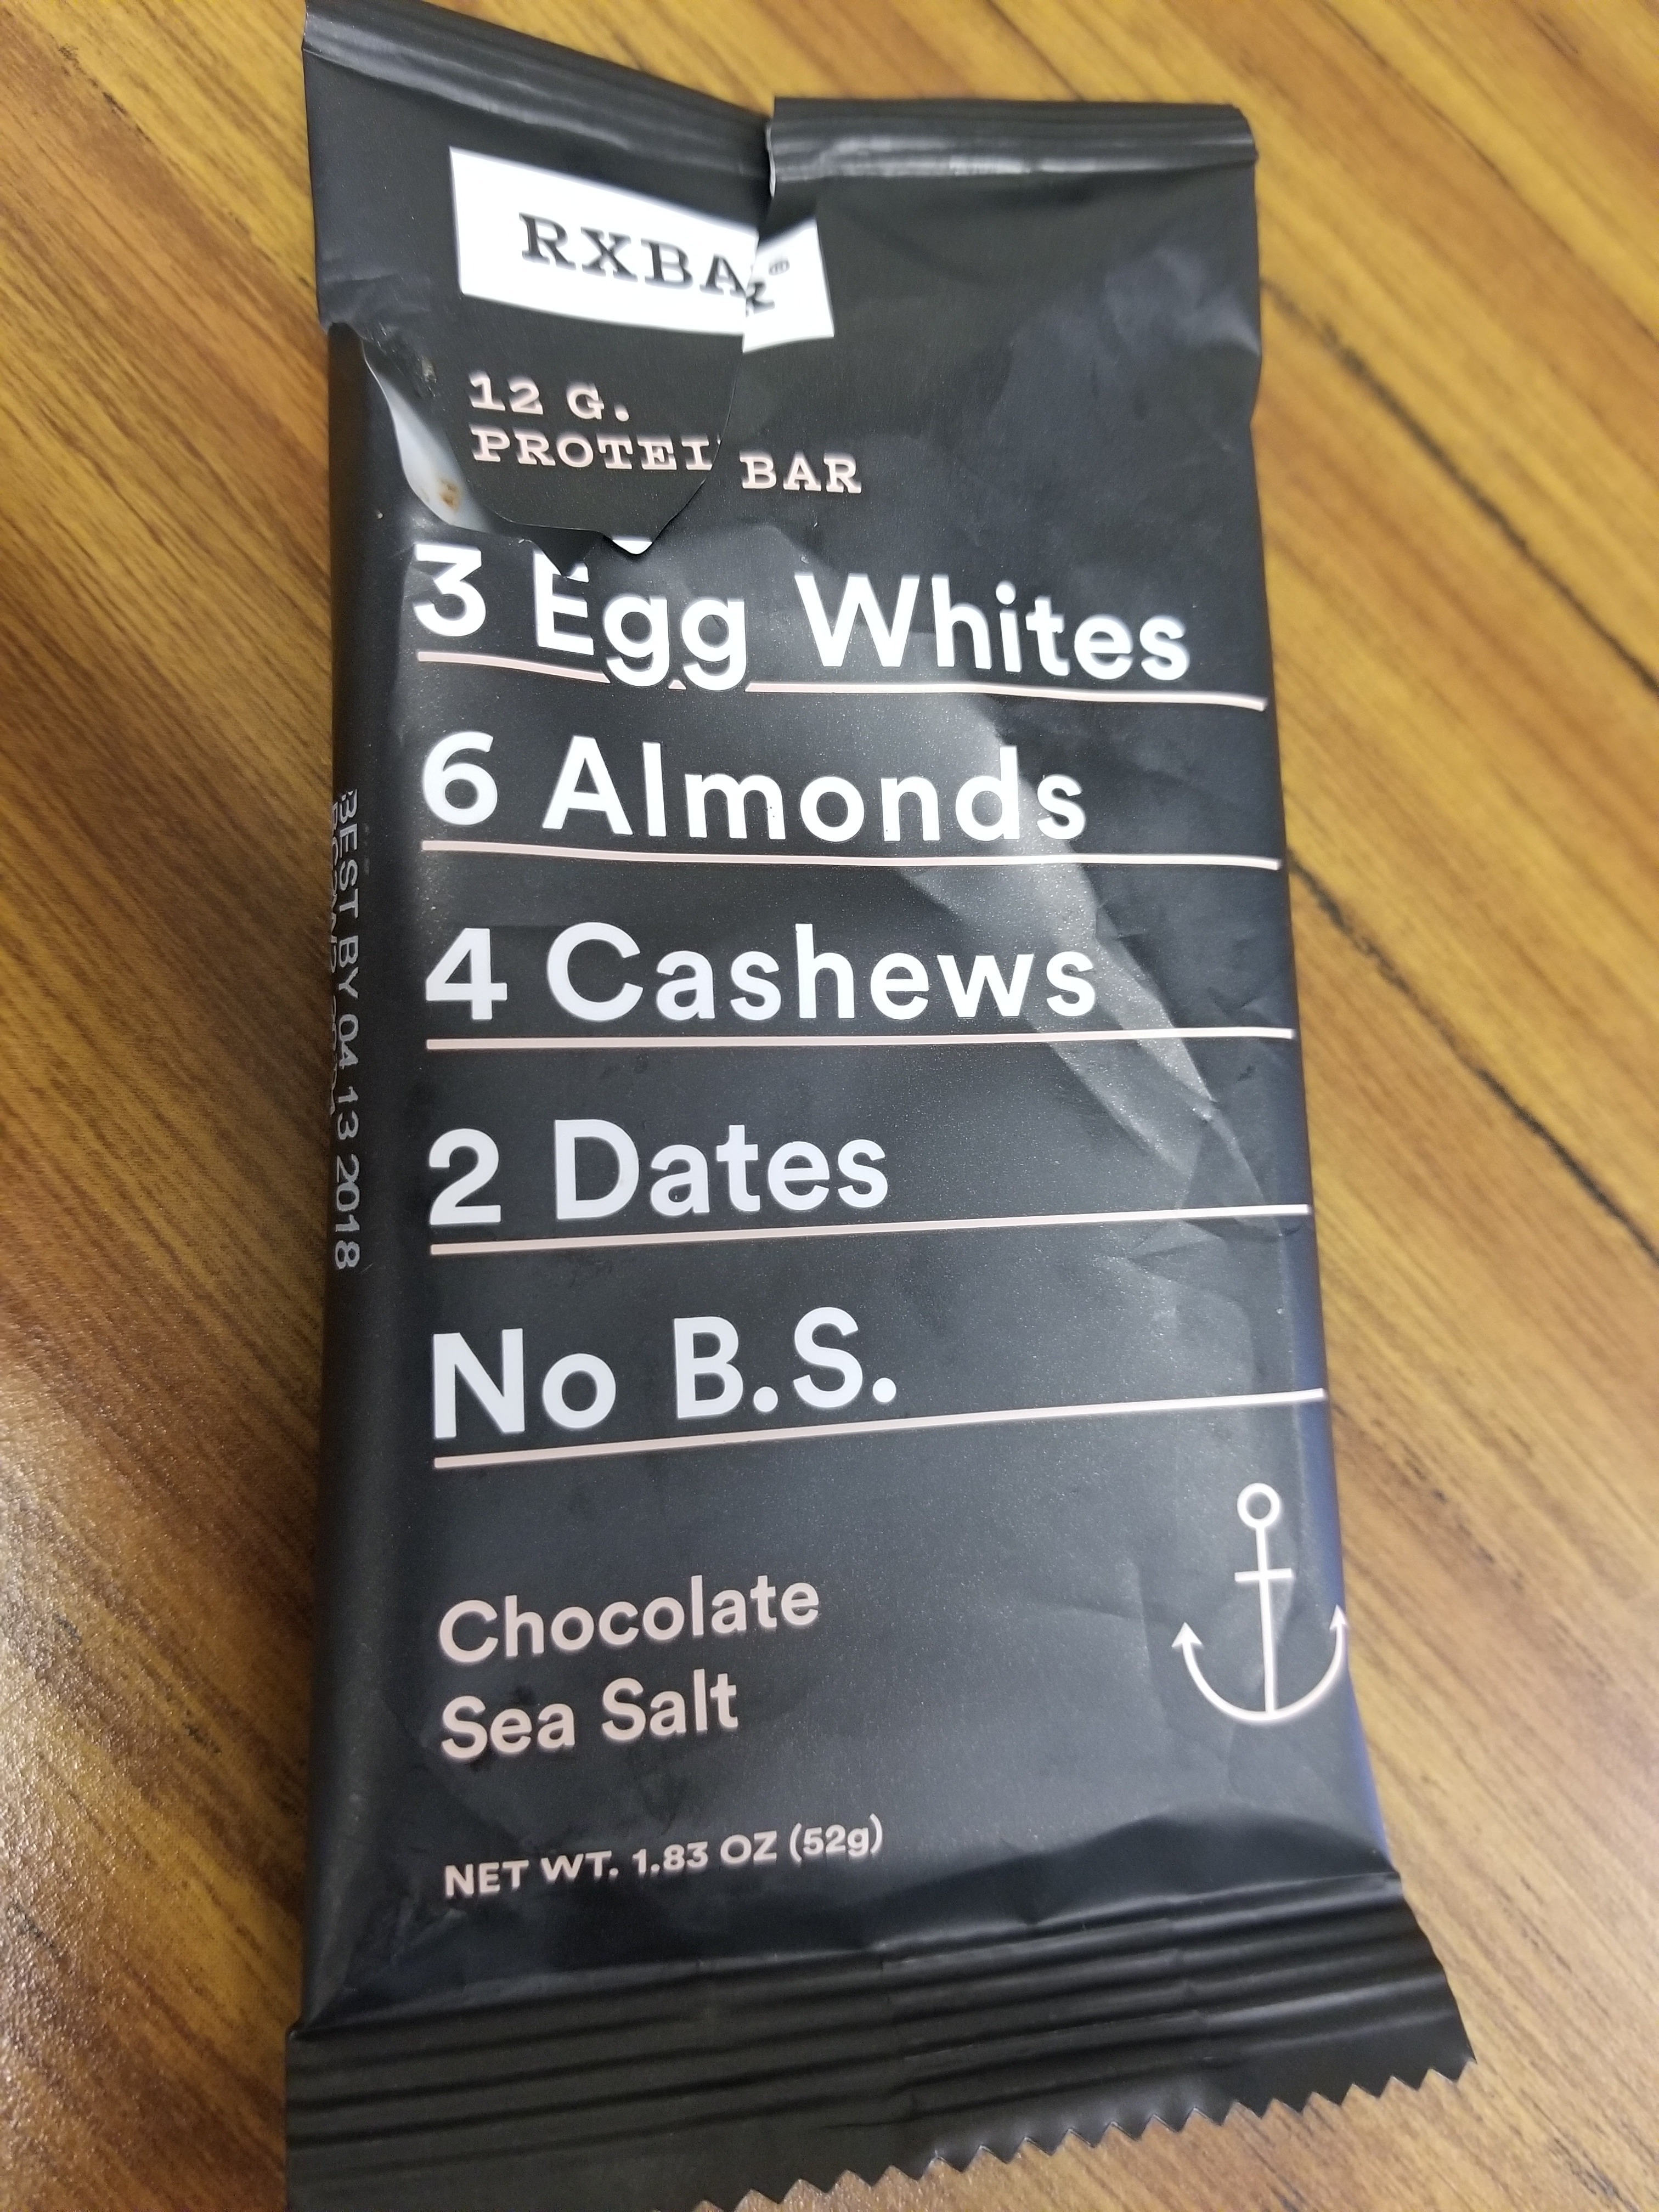 RXBAR®
12 G.
PROTEI BAR
3 Egg Whites
6 Almonds
4 Cashews
2 Dates
No B.S.
Chocolate
Sea Salt
NET WT. 1.83 OZ (52g)
BEST BY 04 13 2018